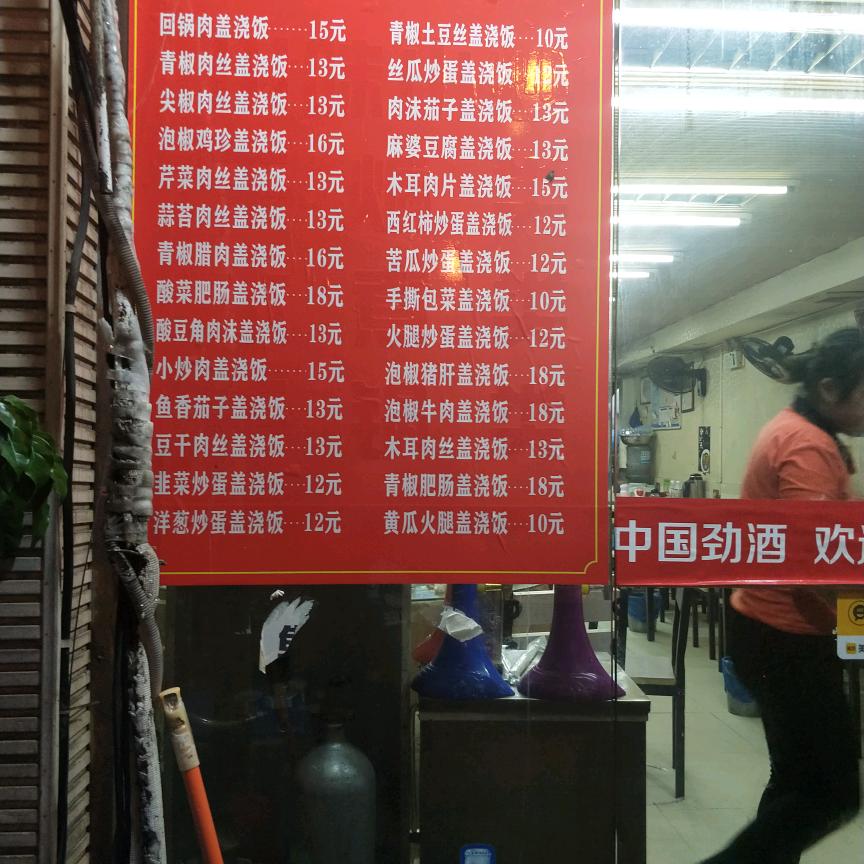 回锅肉盖浇饭······15元
青椒肉丝盖浇饭···13元
尖椒肉丝盖浇饭···13元
泡椒鸡珍盖浇饭···16元
芹菜肉丝盖浇饭···13元
蒜苔肉丝盖浇饭···13元
青椒腊肉盖浇饭···16元
酸菜肥肠盖浇饭···18元
酸豆角肉沫盖浇饭···13元
小炒肉盖浇饭······15元
鱼香茄子盖浇饭···13元
豆干肉丝盖浇饭···13元
韭菜炒蛋盖浇饭···12元
洋葱炒蛋盖浇饭···12元
青椒土豆丝盖浇饭···10元
丝瓜炒蛋盖浇饭 元
肉沫茄子盖浇饭···13元
麻婆豆腐盖浇饭···13元
木耳肉片盖浇饭···15元
西红柿炒蛋盖浇饭···12元
苦瓜炒蛋盖浇饭···12元
手撕包菜盖浇饭···10元
火腿炒蛋盖浇饭···12元
泡椒猪肝盖浇饭···18元
泡椒牛肉盖浇饭···18元
木耳肉丝盖浇饭···13元
青椒肥肠盖浇饭···18元
黄瓜火腿盖浇饭···10元
中国劲酒 欢